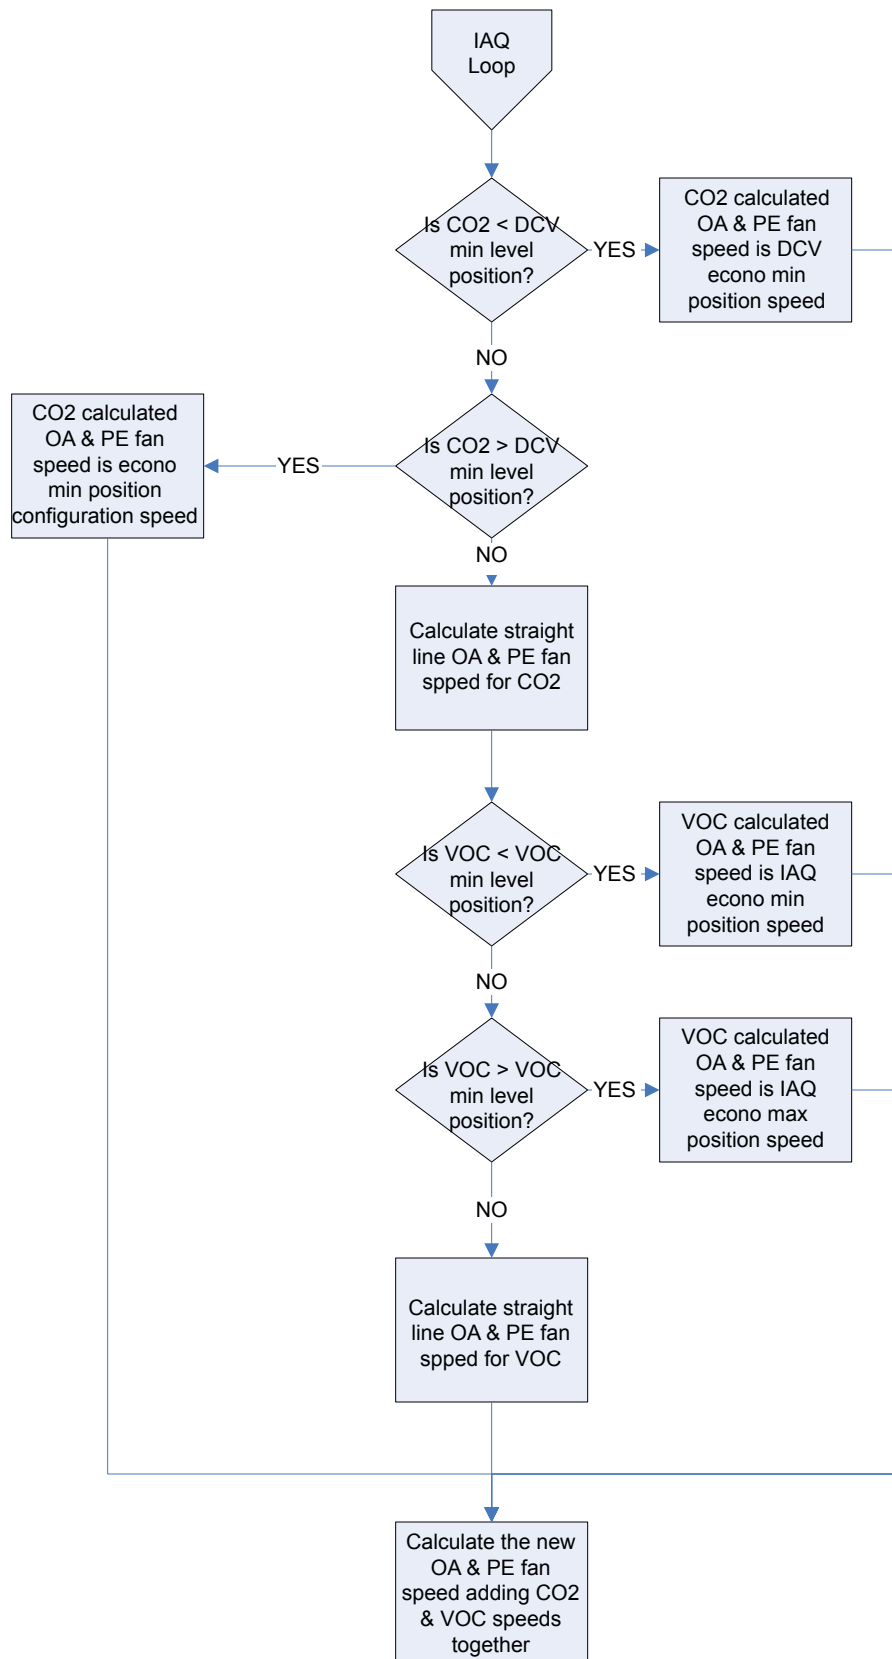 IAQ
Loop
Is CO2 < DCV
min level
position?
YES
CO2 calculated
OA & PE fan
speed is DCV
econo min
position speed
NO
CO2 calculated
OA & PE fan
speed is econo
min position
configuration speed
YES
Is CO2 > DCV
min level
position?
NO
Calculate straight
line OA & PE fan
spped for CO2
Is VOC < VOC
min level
position?
YES
VOC calculated
OA & PE fan
speed is IAQ
econo min
position speed
NO
Is VOC > VOC
min level
position?
YES
VOC calculated
OA & PE fan
speed is IAQ
econo max
position speed
NO
Calculate straight
line OA & PE fan
spped for VOC
Calculate the new
OA & PE fan
speed adding CO2
& VOC speeds
together